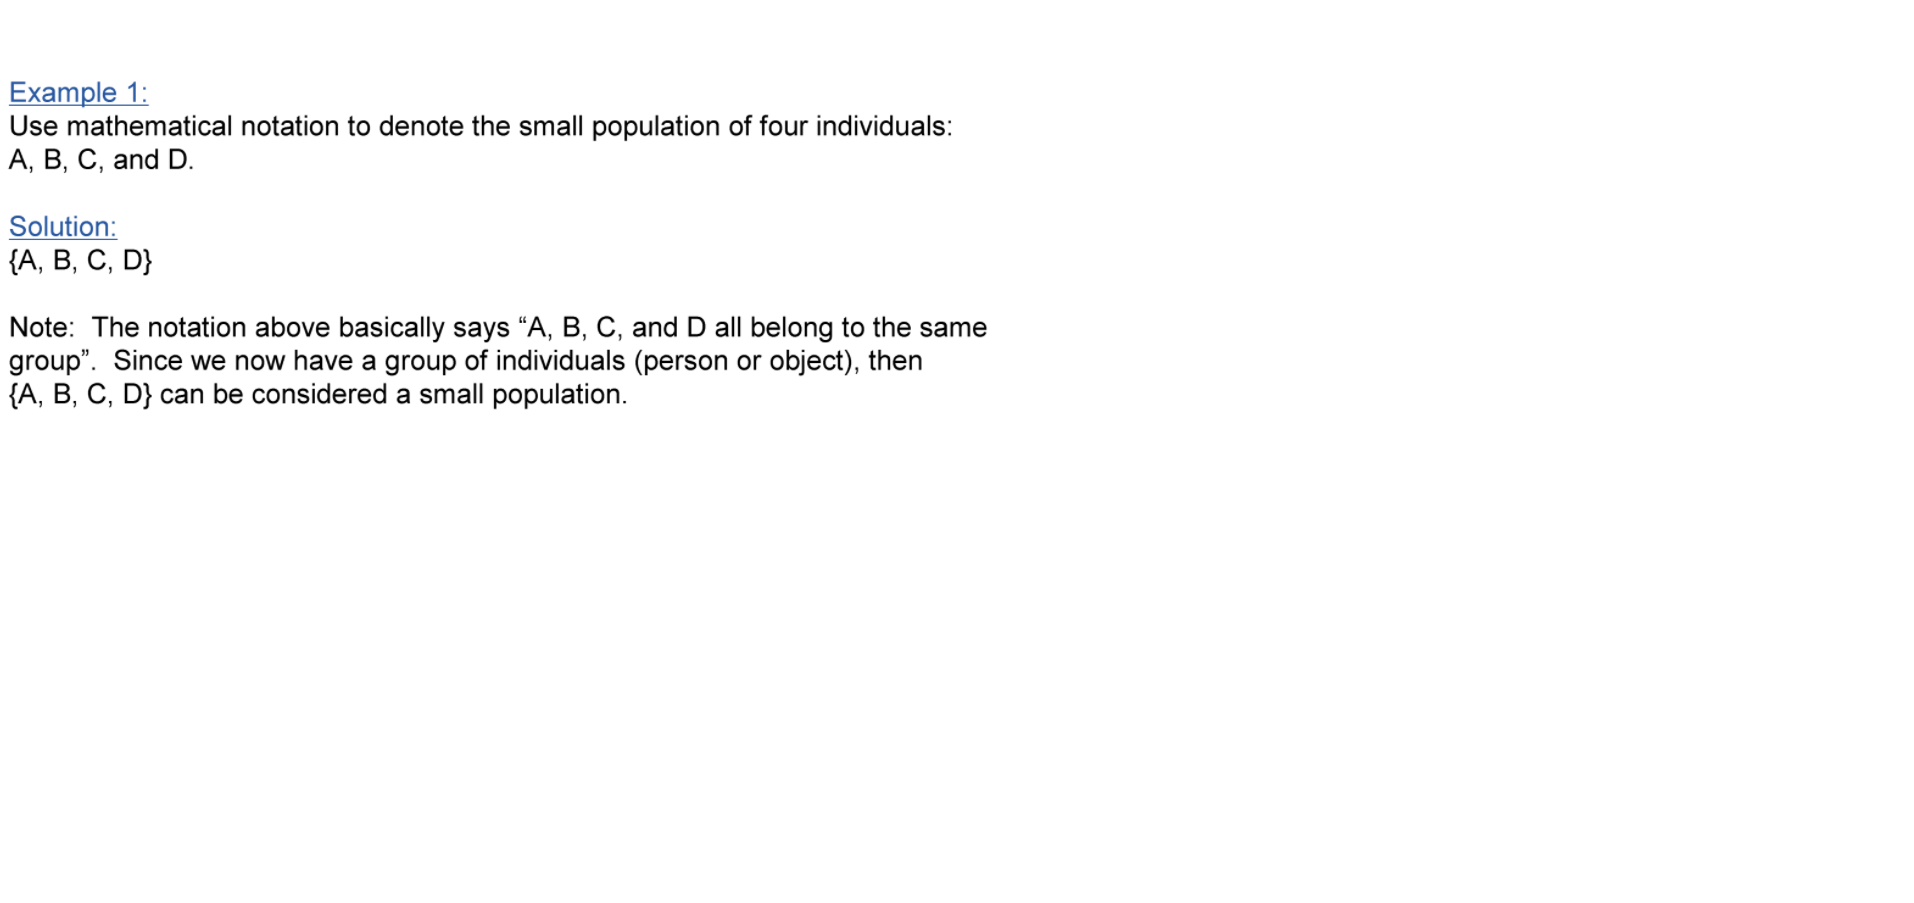 Example 1:
Use mathematical notation to denote the small population of four individuals:
A, B, C, and D.
Solution:
{A, B, C, D}
Note:  The notation above basically says “A, B, C, and D all belong to the same
group”.  Since we now have a group of individuals (person or object), then
{A, B, C, D} can be considered a small population.